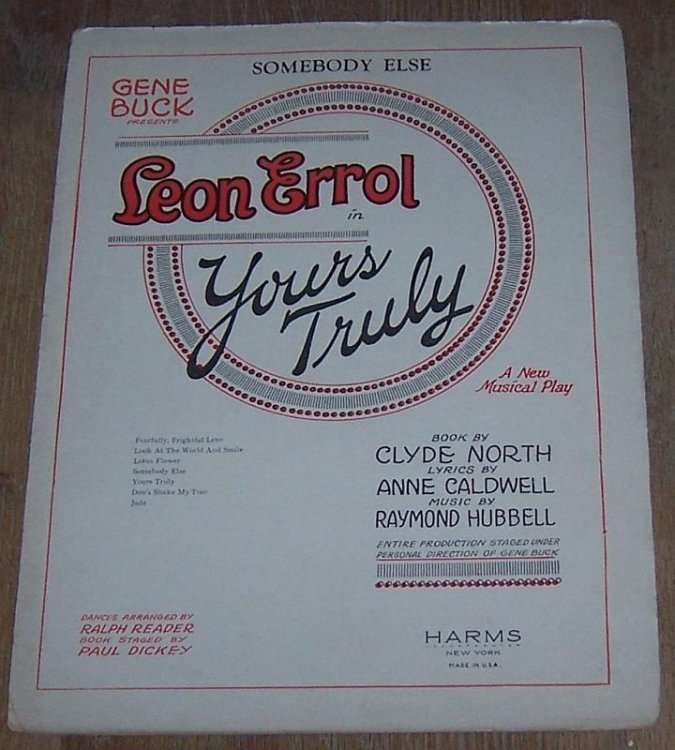 SOMEBODY ELSE
GENE
BUCK
PRESENTS
Leon Errol
in
Yours
Truly
A New
Musical Play
Fearfully, Frightful Love
Look At The World And Smile
Lotus Flower
Somebody Else
Yours Truly
Don't Shake My Tree
Jade
BOOK BY
CLYDE NORTH
LYRICS BY
ANNE CALDWELL
MUSIC BY
RAYMOND HUBBELL
ENTIRE PRODUCTION STAGED UNDER
PERSONAL DIRECTION OF GENE BUCK
DANCES ARRANGED BY
RALPH READER
BOOK STAGED BY
PAUL DICKEY
HARMS
INCORPORATED
NEW YORK
MADE IN U.S.A.